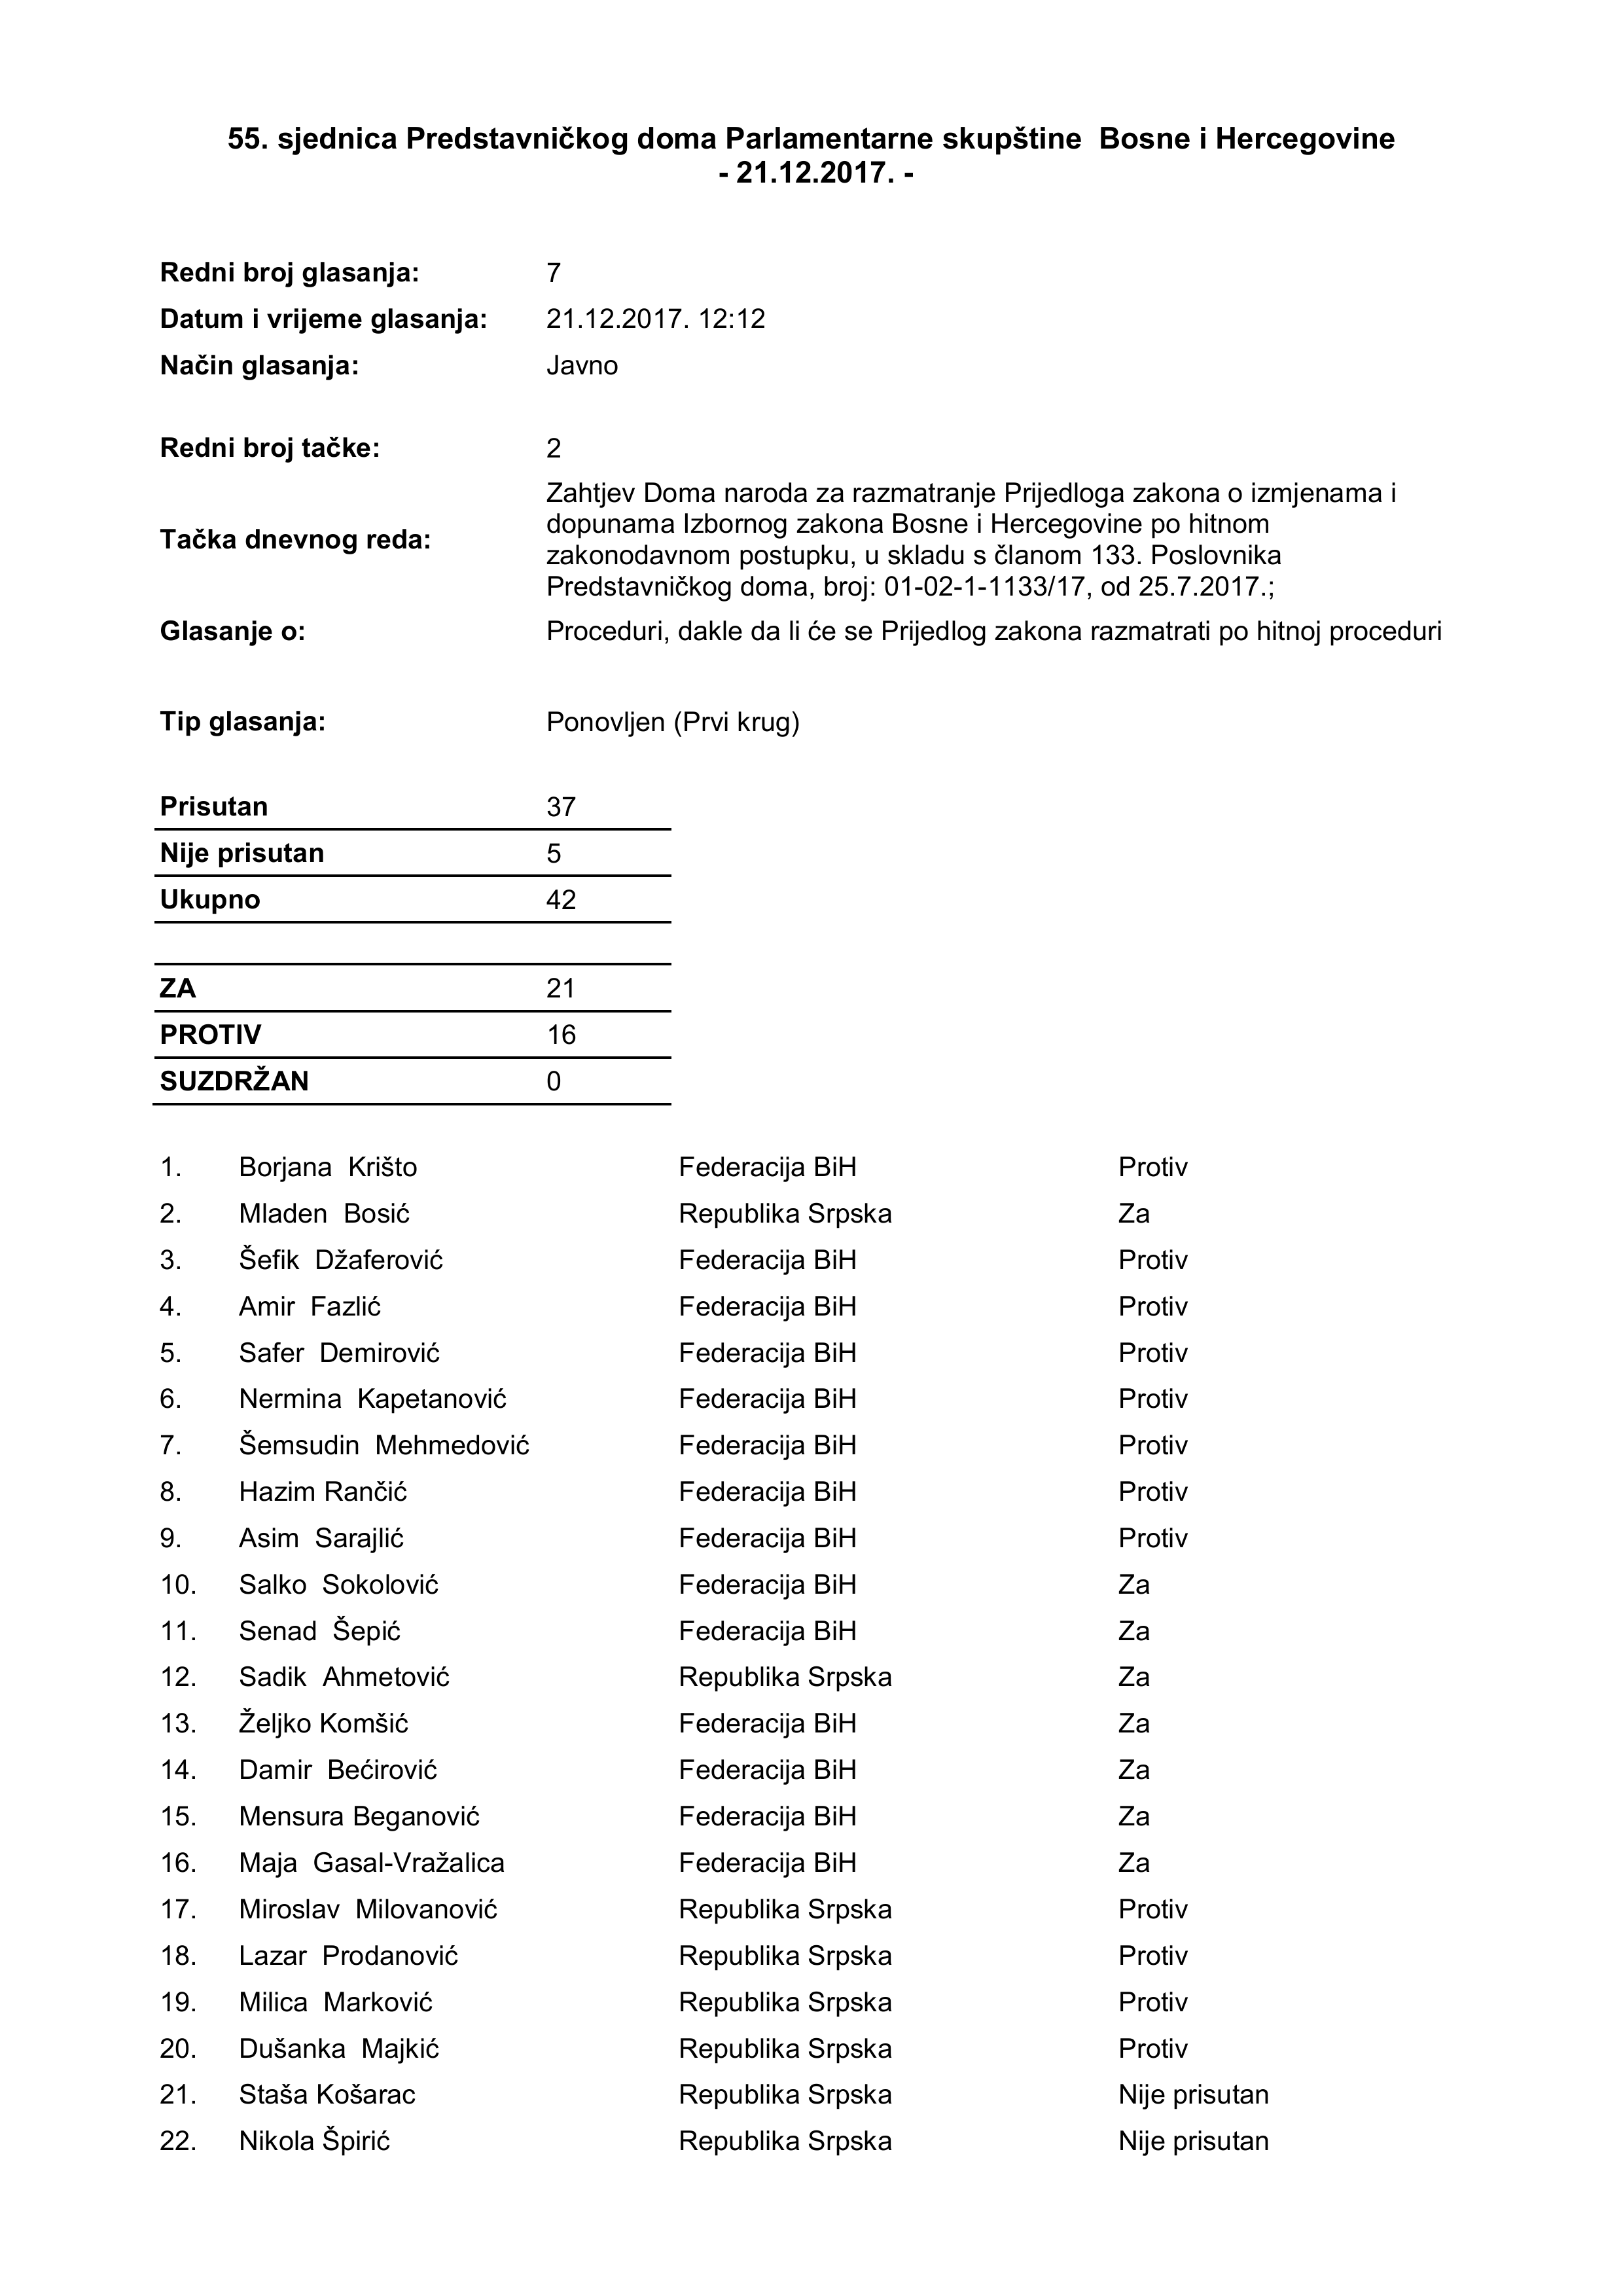 55. sjednica Predstavničkog doma Parlamentarne skupštine  Bosne i Hercegovine
- 21.12.2017. -
Redni broj glasanja: 7
Datum i vrijeme glasanja: 21.12.2017. 12:12
Način glasanja: Javno
Redni broj tačke: 2
Tačka dnevnog reda: Zahtjev Doma naroda za razmatranje Prijedloga zakona o izmjenama i
dopunama Izbornog zakona Bosne i Hercegovine po hitnom
zakonodavnom postupku, u skladu s članom 133. Poslovnika
Predstavničkog doma, broj: 01-02-1-1133/17, od 25.7.2017.;
Glasanje o: Proceduri, dakle da li će se Prijedlog zakona razmatrati po hitnoj proceduri
Tip glasanja: Ponovljen (Prvi krug)
Prisutan 37
Nije prisutan 5
Ukupno 42
ZA 21
PROTIV 16
SUZDRŽAN 0
1. Borjana  Krišto Federacija BiH Protiv
2. Mladen  Bosić Republika Srpska Za
3. Šefik  Džaferović Federacija BiH Protiv
4. Amir  Fazlić Federacija BiH Protiv
5. Safer  Demirović Federacija BiH Protiv
6. Nermina  Kapetanović Federacija BiH Protiv
7. Šemsudin  Mehmedović Federacija BiH Protiv
8. Hazim Rančić Federacija BiH Protiv
9. Asim  Sarajlić Federacija BiH Protiv
10. Salko  Sokolović Federacija BiH Za
11. Senad  Šepić Federacija BiH Za
12. Sadik  Ahmetović Republika Srpska Za
13. Željko Komšić Federacija BiH Za
14. Damir  Bećirović Federacija BiH Za
15. Mensura Beganović Federacija BiH Za
16. Maja  Gasal-Vražalica Federacija BiH Za
17. Miroslav  Milovanović Republika Srpska Protiv
18. Lazar  Prodanović Republika Srpska Protiv
19. Milica  Marković Republika Srpska Protiv
20. Dušanka  Majkić Republika Srpska Protiv
21. Staša Košarac Republika Srpska Nije prisutan
22. Nikola Špirić Republika Srpska Nije prisutan